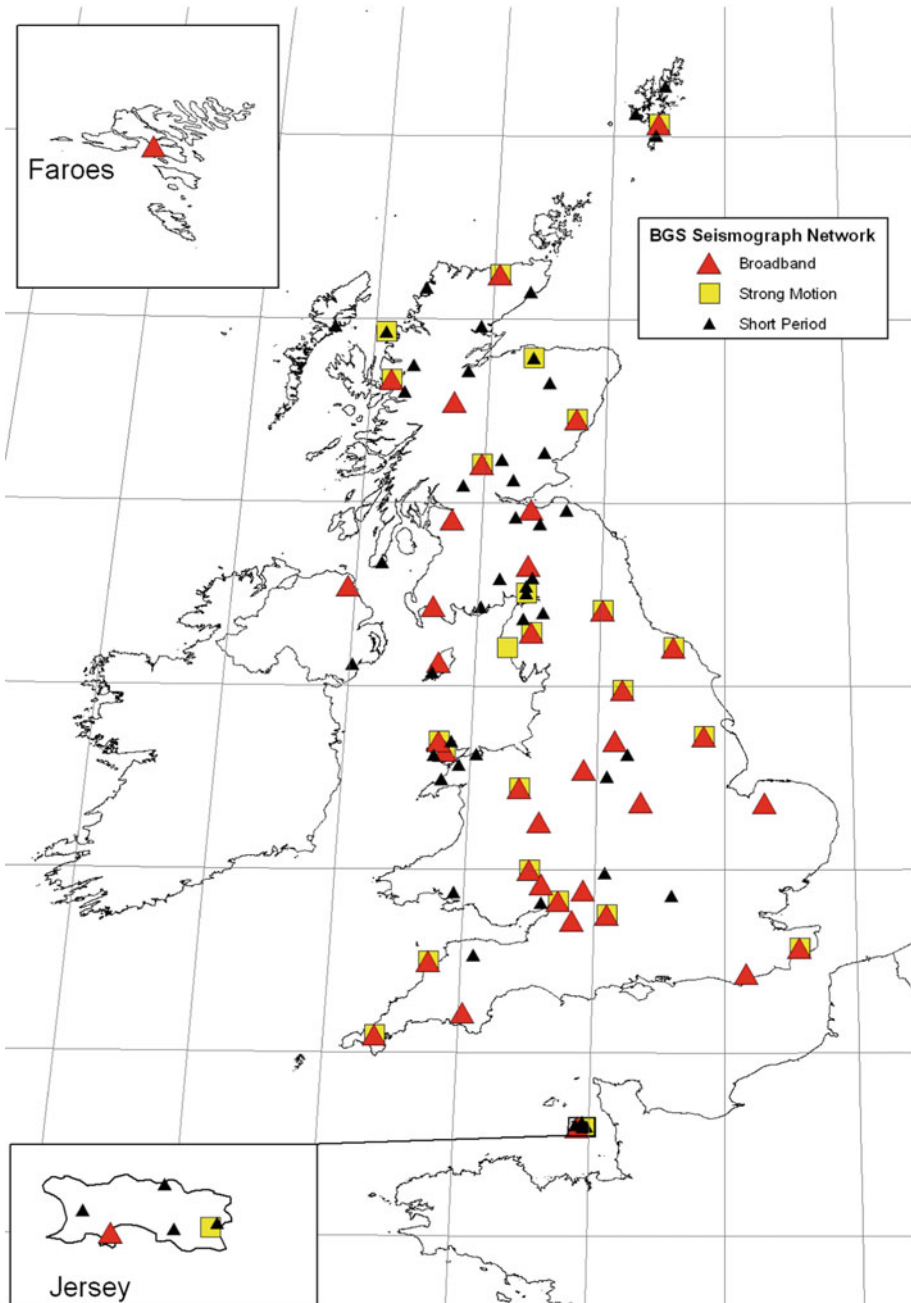 Faroes
BGS Seismograph Network
Broadband
Strong Motion
Short Period
Jersey